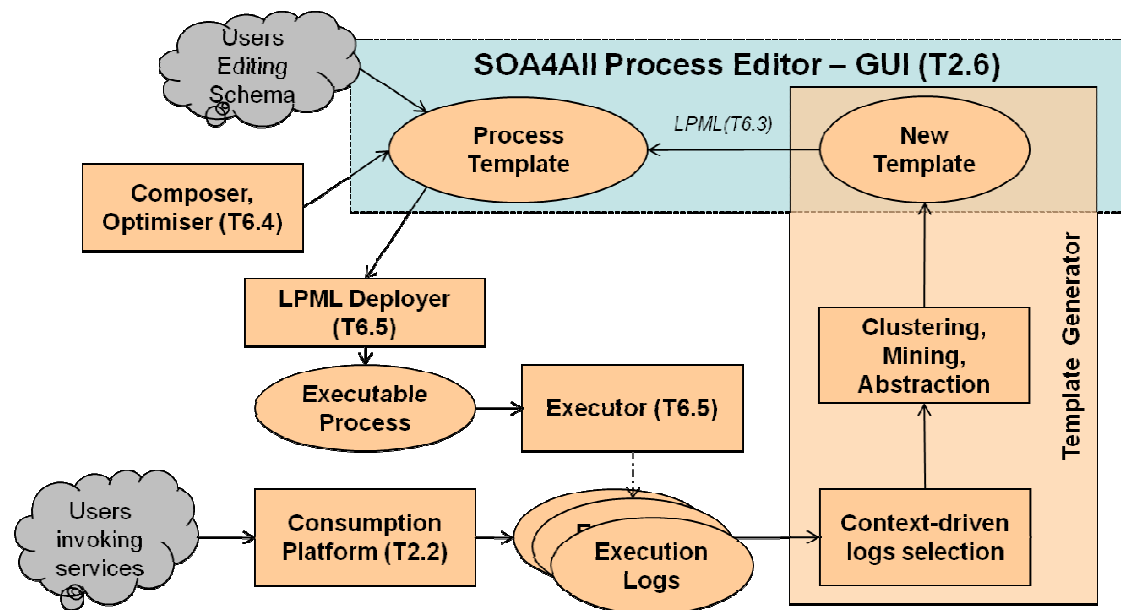 Users
Editing
Schema
SOA4All Process Editor – GUI (T2.6)
Process
Template
LPML(T6.3)
New
Template
Composer,
Optimiser (T6.4)
LPML Deployer
(T6.5)
Clustering,
Mining,
Abstraction
Template Generator
Executable
Process
Executor (T6.5)
Users
invoking
services
Consumption
Platform (T2.2)
Execution
Logs
Context-driven
logs selection